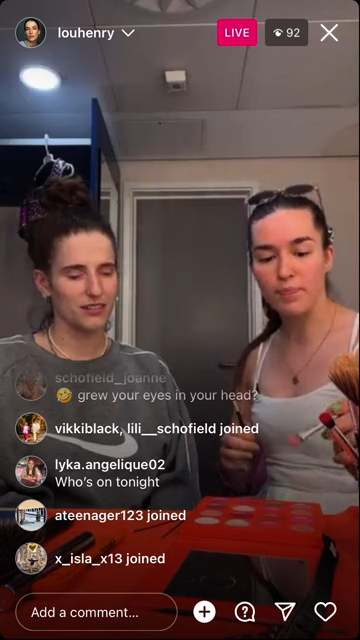 louhenry
LIVE
92
schofield_joanne
🤣 grew your eyes in your head?
vikkiblack, lili__schofield joined
lyka.angelique02
Who's on tonight
ateenager123 joined
x_isla_x13 joined
Add a comment...